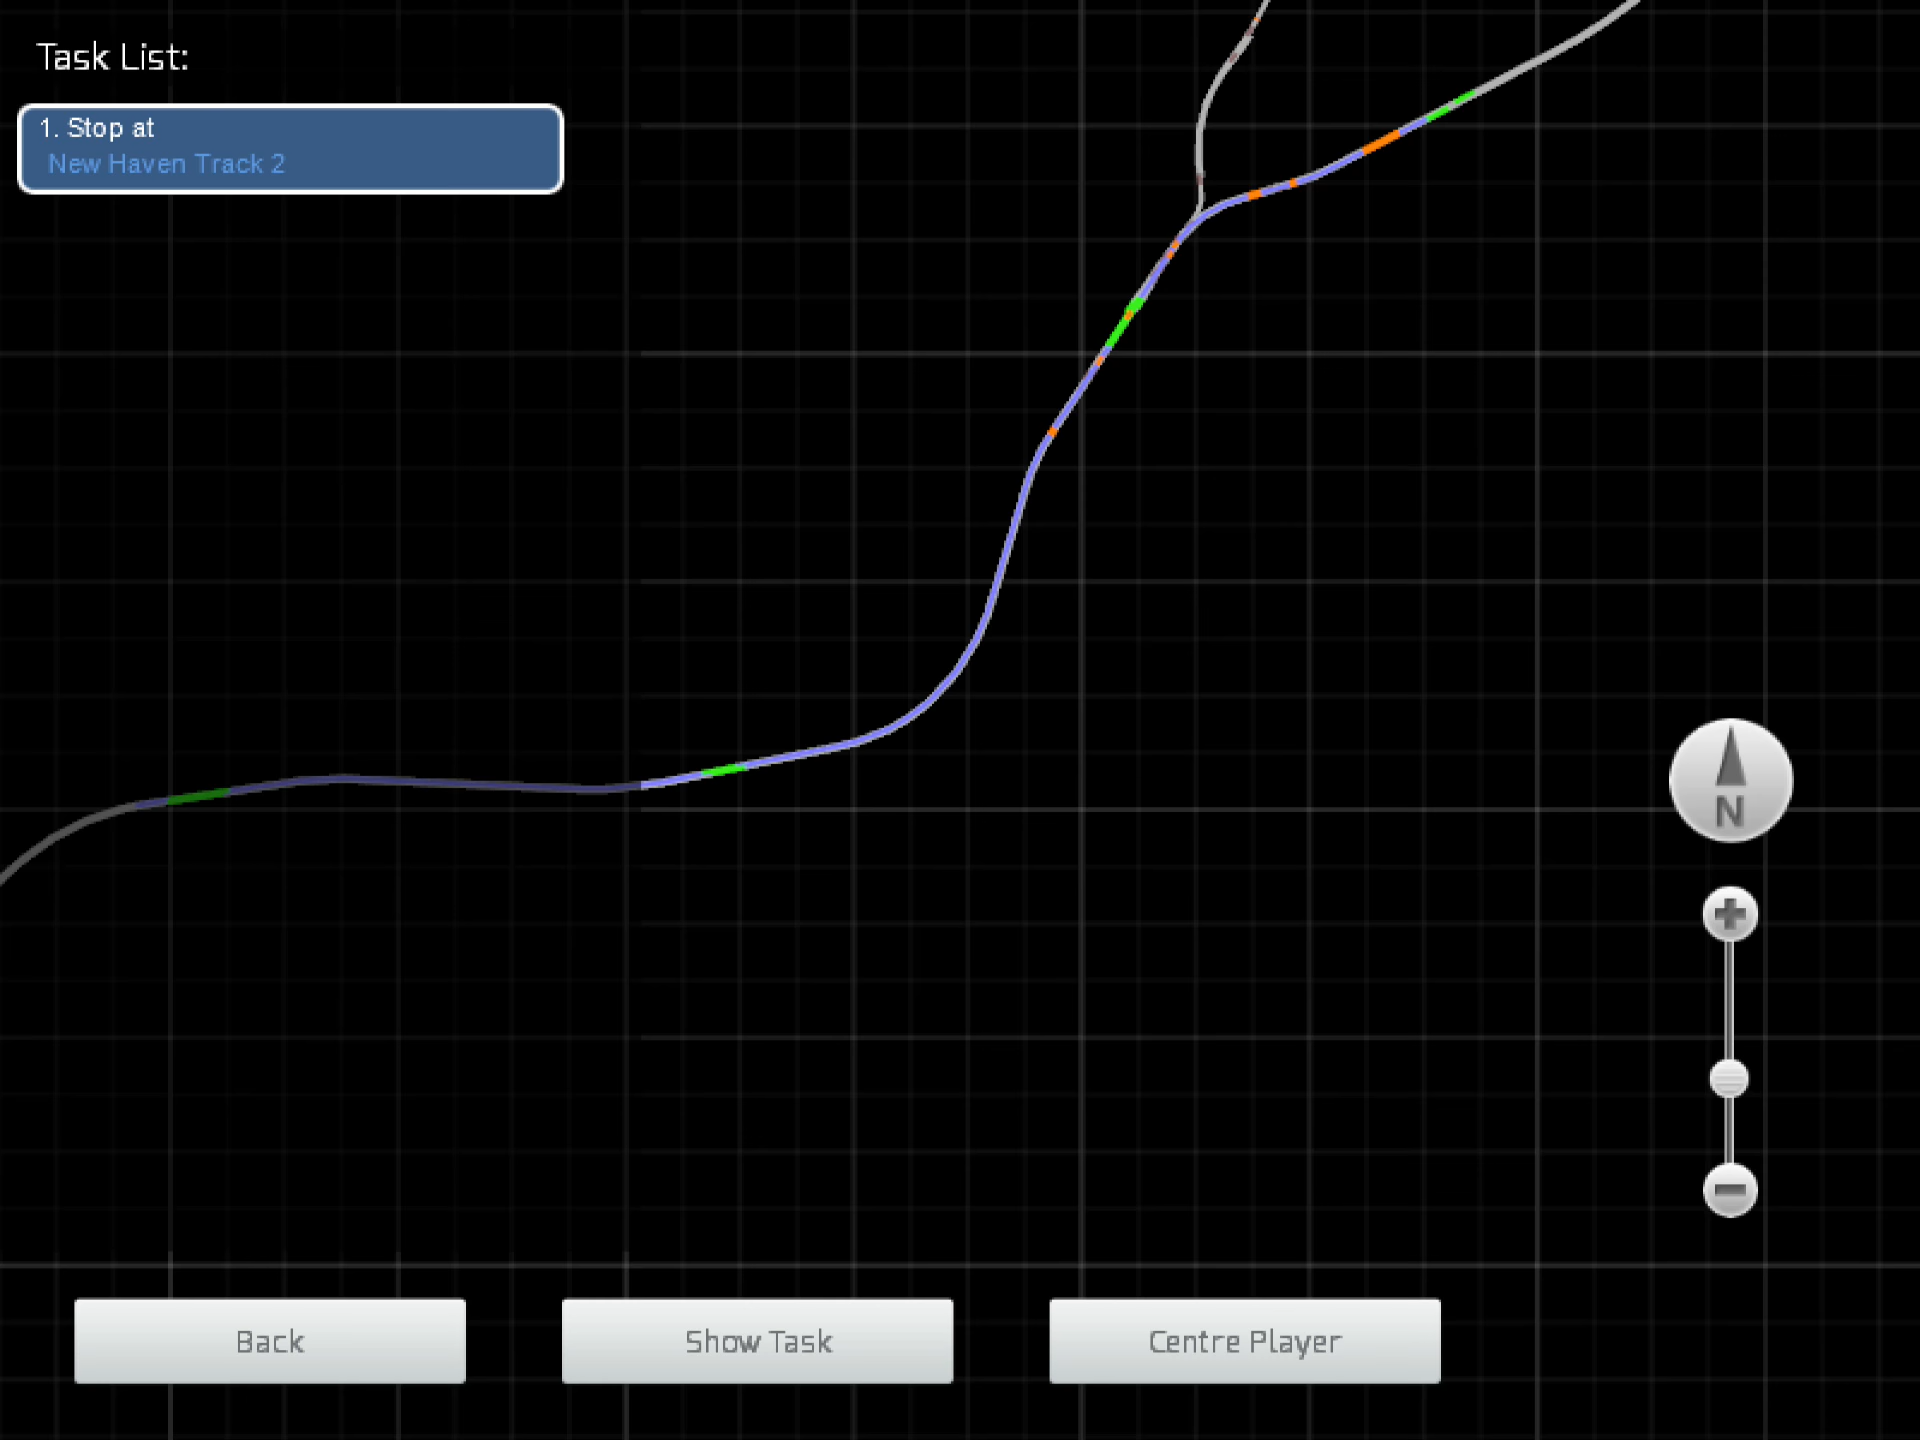 Task List:
1. Stop at
New Haven Track 2
N
Back
Show Task
Centre Player